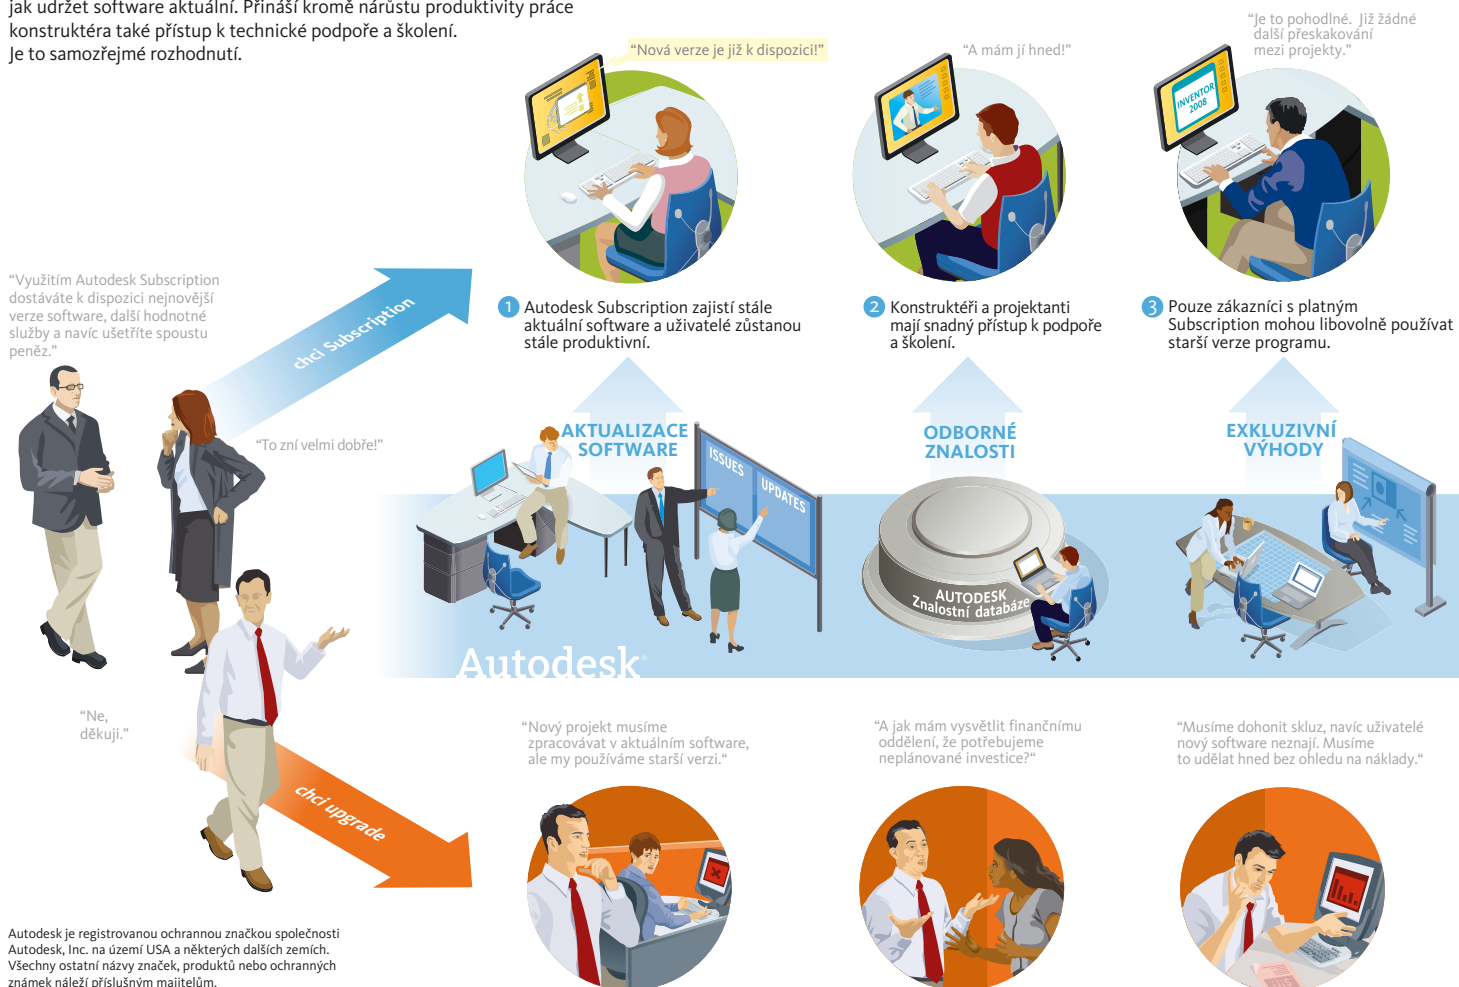 jak udržet software aktuální. Přináší kromě nárůstu produktivity práce
konstruktéra také přístup k technické podpoře a školení.
Je to samozřejmé rozhodnutí.
“Nová verze je již k dispozici!”
“A mám jí hned!”
“Je to pohodlné. Již žádné
další přeskakování
mezi projekty.”
INVENTOR
2008
“Využitím Autodesk Subscription
dostáváte k dispozici nejnovější
verze software, další hodnotné
služby a navíc ušetříte spoustu
peněz.”
chci Subscription
1 Autodesk Subscription zajistí stále
aktuální software a uživatelé zůstanou
stále produktivní.
2 Konstruktéři a projektanti
mají snadný přístup k podpoře
a školení.
3 Pouze zákazníci s platným
Subscription mohou libovolně používat
starší verze programu.
“To zní velmi dobře!”
AKTUALIZACE
SOFTWARE
ISSUES
UPDATES
ODBORNÉ
ZNALOSTI
AUTODESK
Znalostní databáze
EXKLUZIVNÍ
VÝHODY
Autodesk®
“Ne,
děkuji.”
chci upgrade
“Nový projekt musíme
zpracovávat v aktuálním software,
ale my používáme starší verzi.“
“A jak mám vysvětlit finančnímu
oddělení, že potřebujeme
neplánované investice?“
“Musíme dohonit skluz, navíc uživatelé
nový software neznají. Musíme
to udělat hned bez ohledu na náklady.“
Autodesk je registrovanou ochrannou značkou společnosti
Autodesk, Inc. na území USA a některých dalších zemích.
Všechny ostatní názvy značek, produktů nebo ochranných
známek náleží příslušným majitelům.